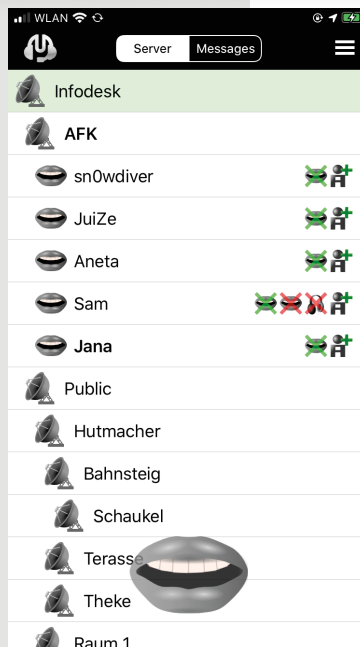 WLAN
Server Messages
Infodesk
AFK
sn0wdiver
JuiZe
Aneta
Sam
Jana
Public
Hutmacher
Bahnsteig
Schaukel
Terasse
Theke
Raum 1